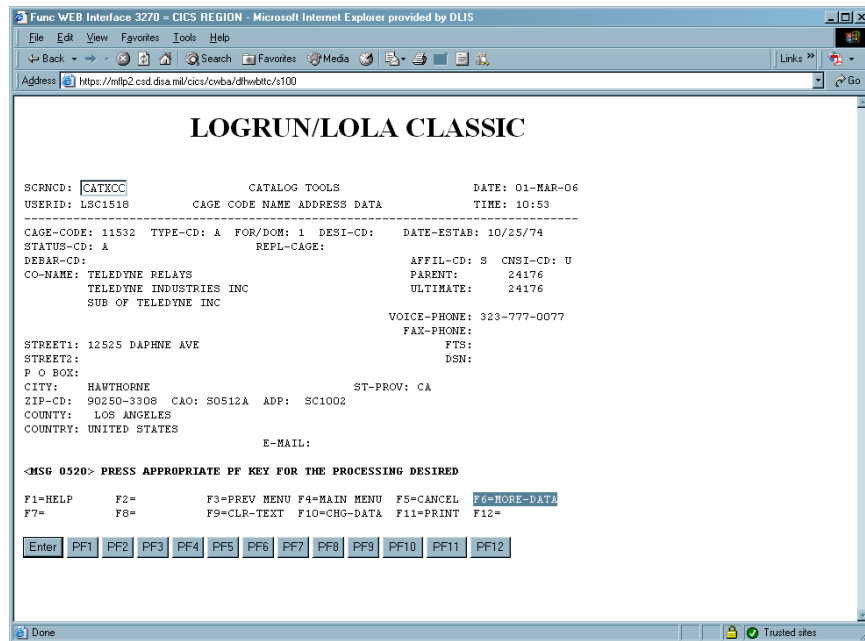 Func WEB Interface 3270 = CICS REGION - Microsoft Internet Explorer provided by DLIS
File Edit View Favorites Tools Help
Back Search Favorites Media Links »
Address https://mflp2.csd.disa.mil/cics/cwba/dfhwbttc/s100 Go
LOGRUN/LOLA CLASSIC
SCRNCD: CATXCC CATALOG TOOLS DATE: 01-MAR-06
USERID: LSC1518 CAGE CODE NAME ADDRESS DATA TIME: 10:53
-------------------------------------------------------------------------------
CAGE-CODE: 11532 TYPE-CD: A FOR/DOM: 1 DESI-CD: DATE-ESTAB: 10/25/74
STATUS-CD: A REPL-CAGE:
DEBAR-CD: AFFIL-CD: S CNSI-CD: U
CO-NAME: TELEDYNE RELAYS PARENT: 24176
TELEDYNE INDUSTRIES INC ULTIMATE: 24176
SUB OF TELEDYNE INC
VOICE-PHONE: 323-777-0077
FAX-PHONE:
STREET1: 12525 DAPHNE AVE FTS:
STREET2: DSN:
P O BOX:
CITY: HAWTHORNE ST-PROV: CA
ZIP-CD: 90250-3308 CAO: S0512A ADP: SC1002
COUNTY: LOS ANGELES
COUNTRY: UNITED STATES
E-MAIL:
<MSG 0520> PRESS APPROPRIATE PF KEY FOR THE PROCESSING DESIRED
F1=HELP F2= F3=PREV MENU F4=MAIN MENU F5=CANCEL F6=MORE-DATA
F7= F8= F9=CLR-TEXT F10=CHG-DATA F11=PRINT F12=
Enter PF1 PF2 PF3 PF4 PF5 PF6 PF7 PF8 PF9 PF10 PF11 PF12
Done Trusted sites